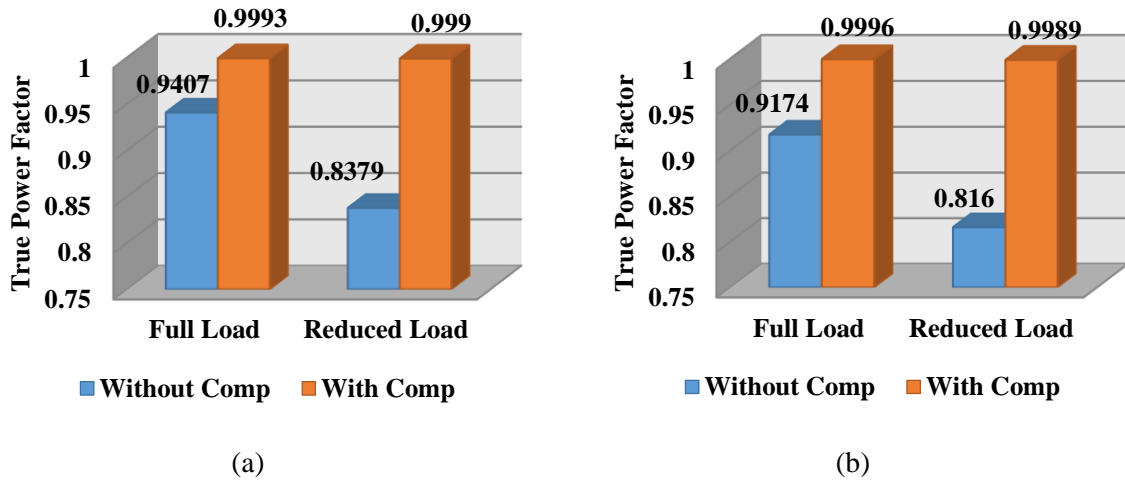 0.9993
0.999
1
0.9407
0.95
0.9
0.8379
0.85
0.8
0.75
True Power Factor
Full Load
Reduced Load
Without Comp
With Comp
(a)
0.9996
0.9989
1
0.95
0.9174
0.9
0.85
0.816
0.8
0.75
True Power Factor
Full Load
Reduced Load
Without Comp
With Comp
(b)